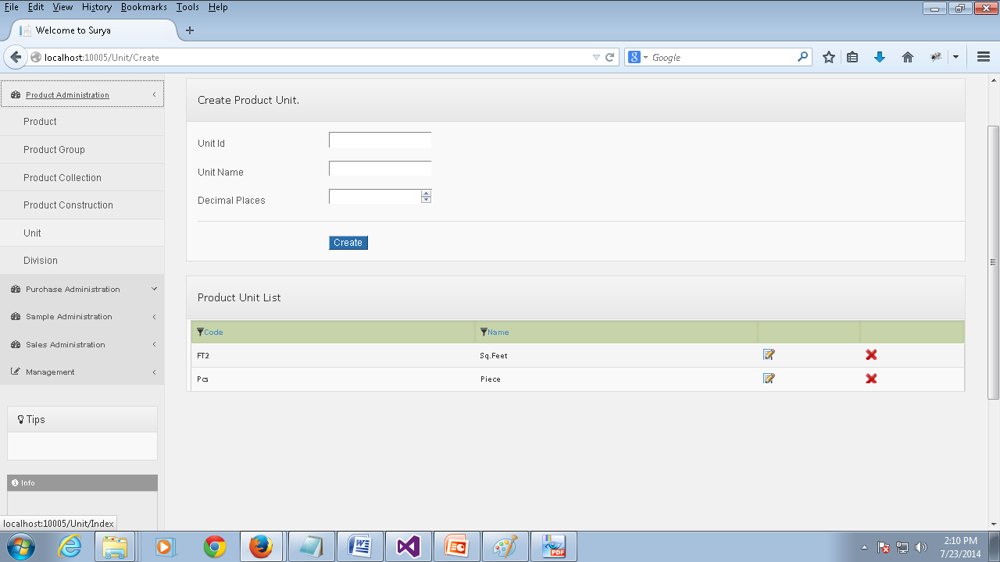 File Edit View History Bookmarks Tools Help
Welcome to Surya
localhost:10005/Unit/Create
Google
Product Administration
Product
Product Group
Product Collection
Product Construction
Unit
Division
Purchase Administration
Sample Administration
Sales Administration
Management
Tips
Info
Create Product Unit.
Unit Id
Unit Name
Decimal Places
Create
Product Unit List
Code Name
FT2 Sq.Feet
Pcs Piece
localhost:10005/Unit/Index
2:10 PM
7/23/2014